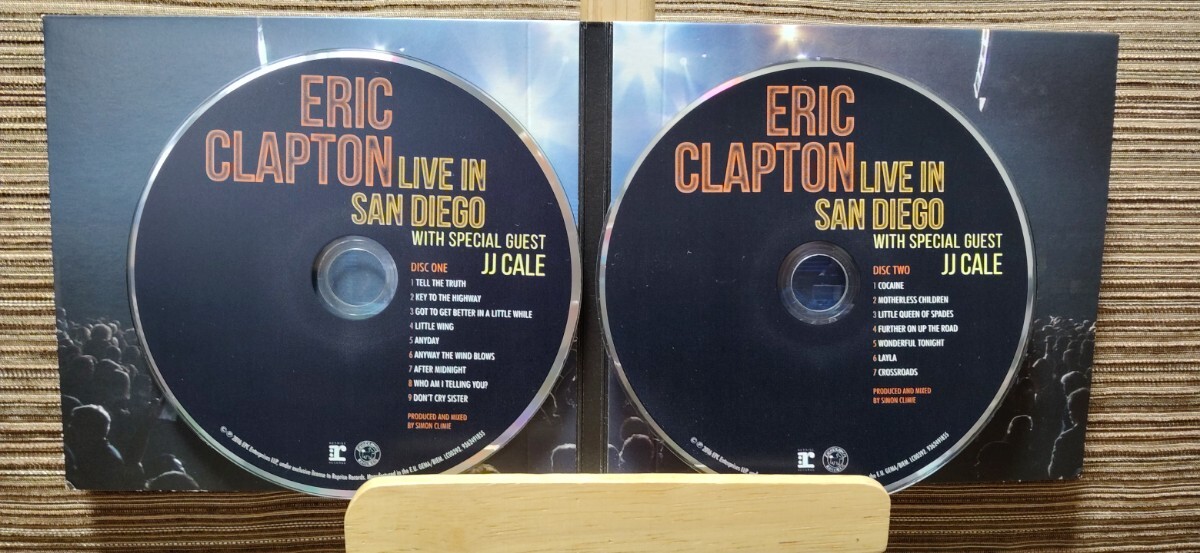 ERIC
CLAPTON LIVE IN
SAN DIEGO
WITH SPECIAL GUEST
JJ CALE
DISC ONE
1 TELL THE TRUTH
2 KEY TO THE HIGHWAY
3 GOT TO GET BETTER IN A LITTLE WHILE
4 LITTLE WING
5 ANYDAY
6 ANYWAY THE WIND BLOWS
7 AFTER MIDNIGHT
8 WHO AM I TELLING YOU?
9 DON'T CRY SISTER
PRODUCED AND MIXED
BY SIMON CLIMIE
r
ERIC
CLAPTON LIVE IN
SAN DIEGO
WITH SPECIAL GUEST
JJ CALE
DISC TWO
1 COCAINE
2 MOTHERLESS CHILDREN
3 LITTLE QUEEN OF SPADES
4 FURTHER ON UP THE ROAD
5 WONDERFUL TONIGHT
6 LAYLA
7 CROSSROADS
PRODUCED AND MIXED
BY SIMON CLIMIE
r